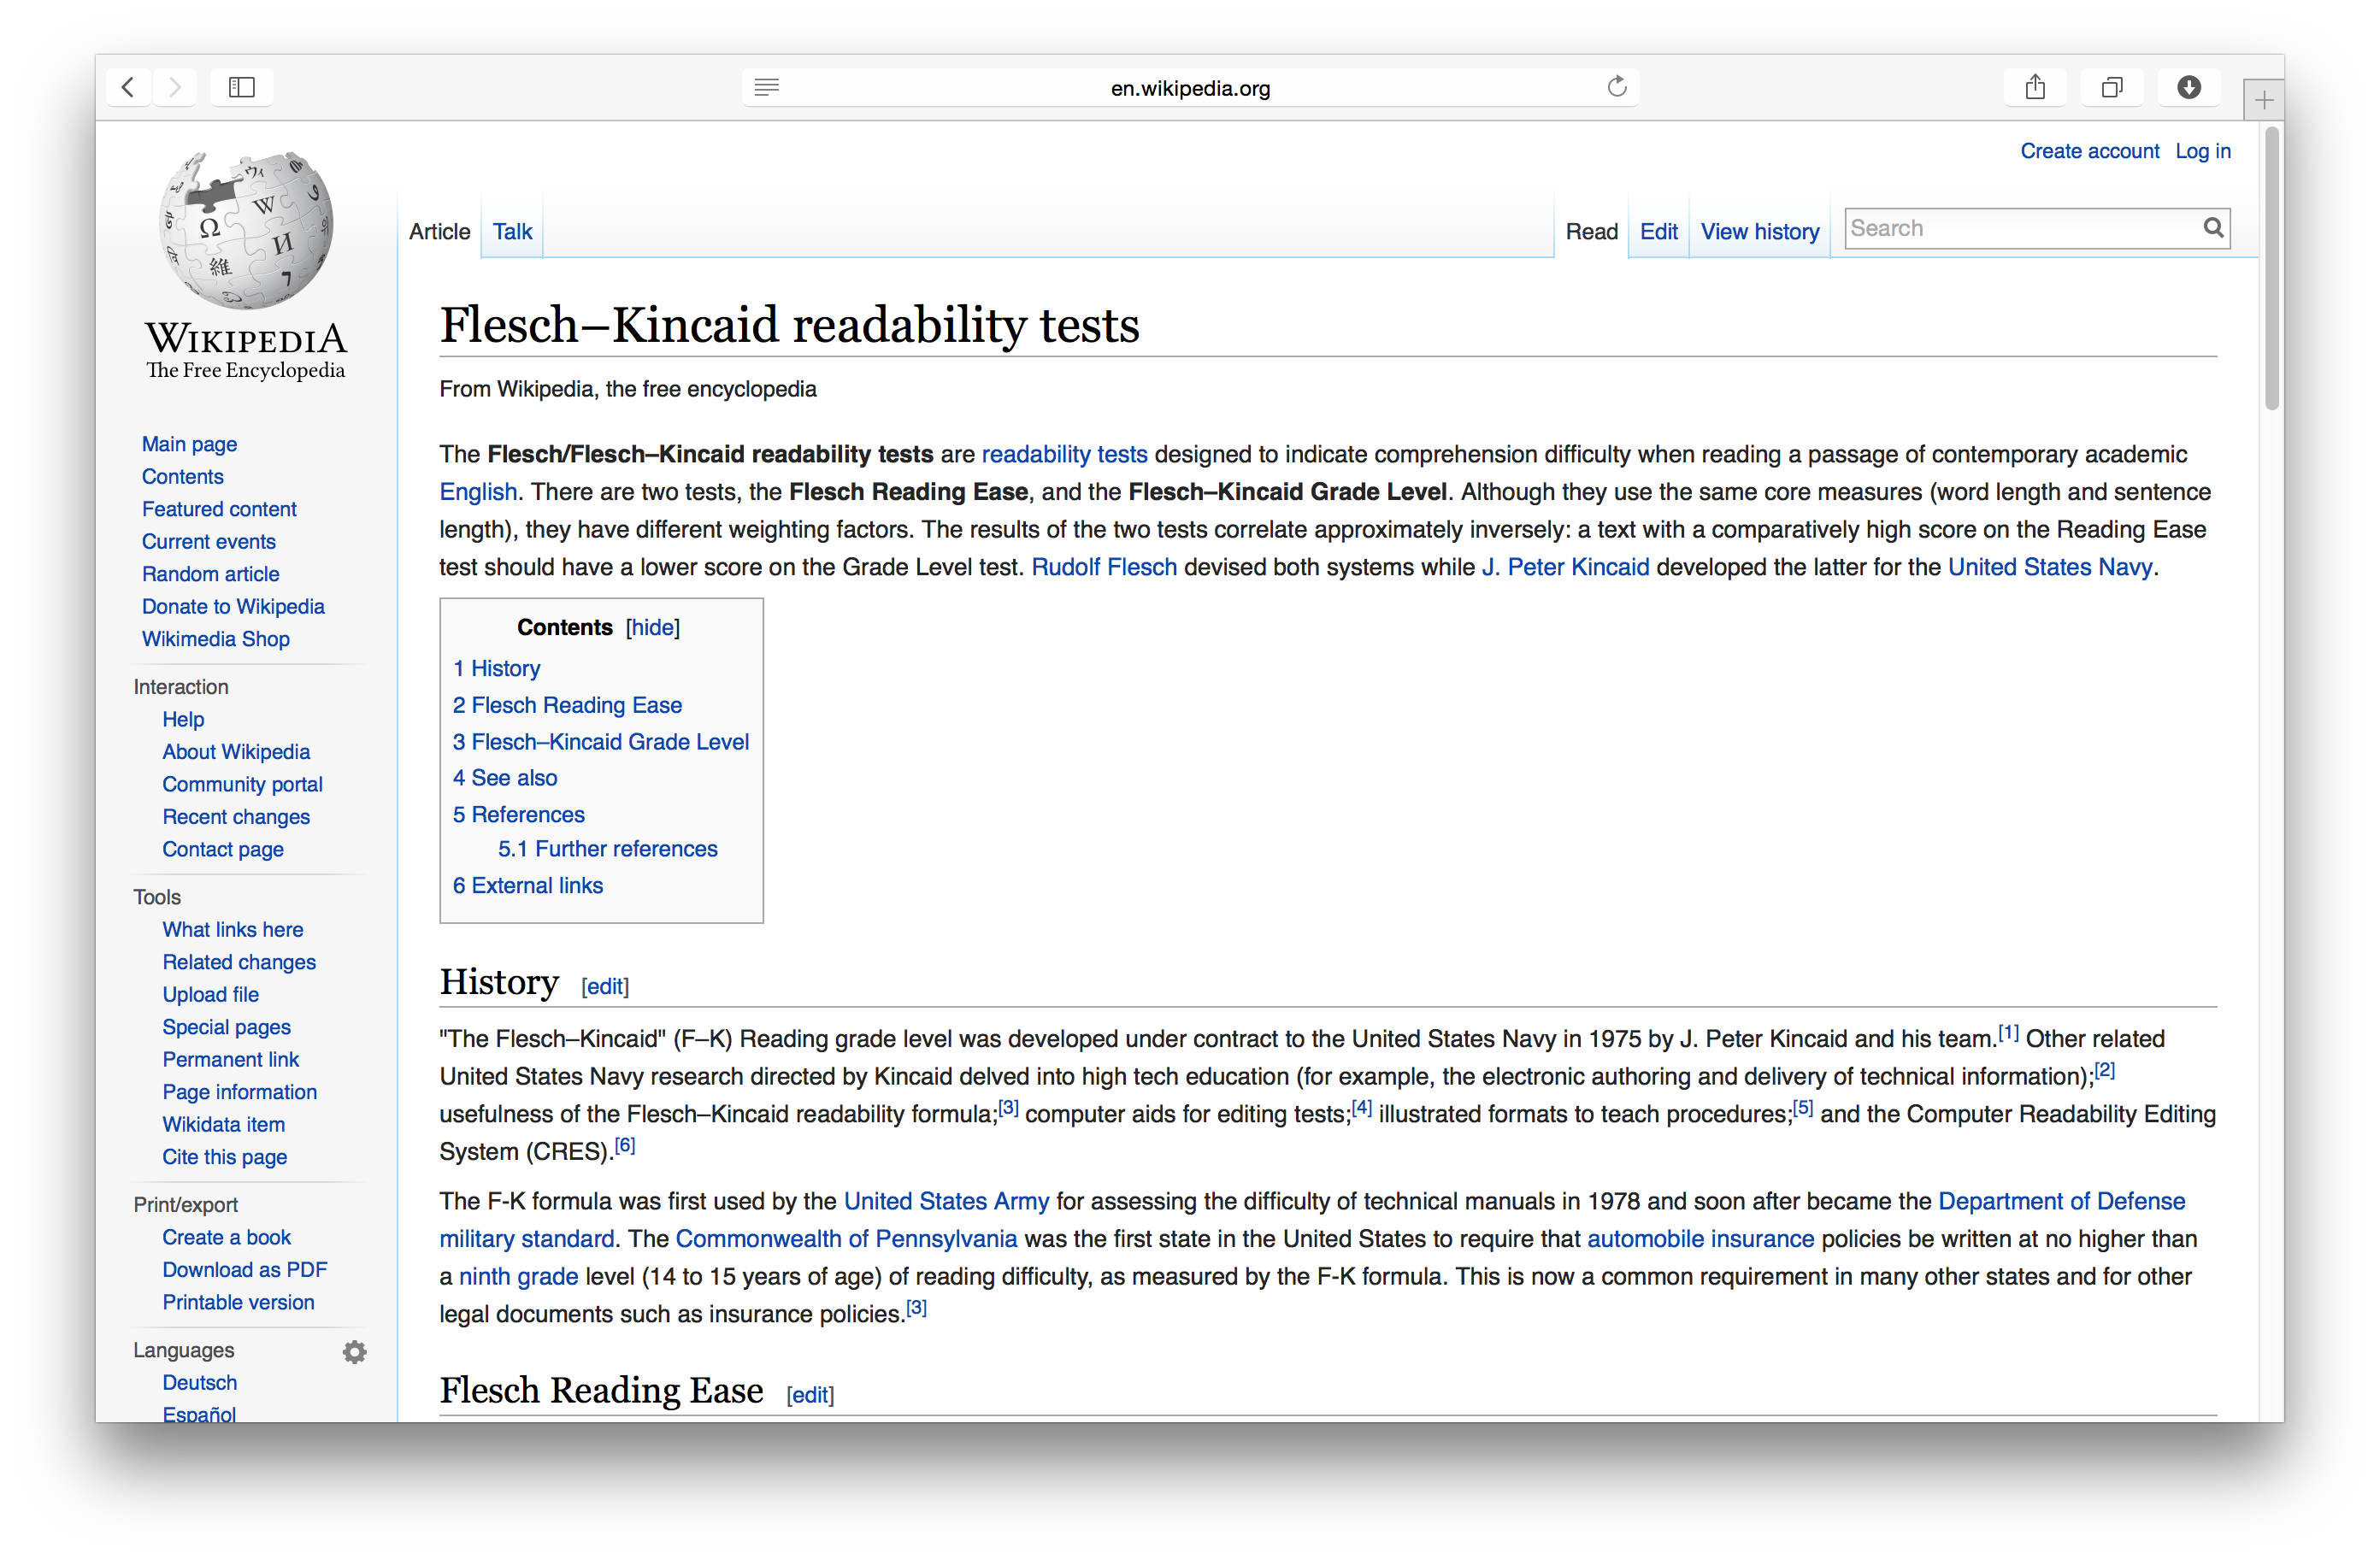 en.wikipedia.org
Create account Log in
Article Talk Read Edit View history Search
WIKIPEDIA
The Free Encyclopedia
Main page
Contents
Featured content
Current events
Random article
Donate to Wikipedia
Wikimedia Shop
Interaction
Help
About Wikipedia
Community portal
Recent changes
Contact page
Tools
What links here
Related changes
Upload file
Special pages
Permanent link
Page information
Wikidata item
Cite this page
Print/export
Create a book
Download as PDF
Printable version
Languages
Deutsch
Español
Flesch–Kincaid readability tests
From Wikipedia, the free encyclopedia
The Flesch/Flesch–Kincaid readability tests are readability tests designed to indicate comprehension difficulty when reading a passage of contemporary academic
English. There are two tests, the Flesch Reading Ease, and the Flesch–Kincaid Grade Level. Although they use the same core measures (word length and sentence
length), they have different weighting factors. The results of the two tests correlate approximately inversely: a text with a comparatively high score on the Reading Ease
test should have a lower score on the Grade Level test. Rudolf Flesch devised both systems while J. Peter Kincaid developed the latter for the United States Navy.
Contents [hide]
1 History
2 Flesch Reading Ease
3 Flesch–Kincaid Grade Level
4 See also
5 References
5.1 Further references
6 External links
History [edit]
"The Flesch–Kincaid" (F–K) Reading grade level was developed under contract to the United States Navy in 1975 by J. Peter Kincaid and his team.[1] Other related
United States Navy research directed by Kincaid delved into high tech education (for example, the electronic authoring and delivery of technical information);[2]
usefulness of the Flesch–Kincaid readability formula;[3] computer aids for editing tests;[4] illustrated formats to teach procedures;[5] and the Computer Readability Editing
System (CRES).[6]
The F-K formula was first used by the United States Army for assessing the difficulty of technical manuals in 1978 and soon after became the Department of Defense
military standard. The Commonwealth of Pennsylvania was the first state in the United States to require that automobile insurance policies be written at no higher than
a ninth grade level (14 to 15 years of age) of reading difficulty, as measured by the F-K formula. This is now a common requirement in many other states and for other
legal documents such as insurance policies.[3]
Flesch Reading Ease [edit]